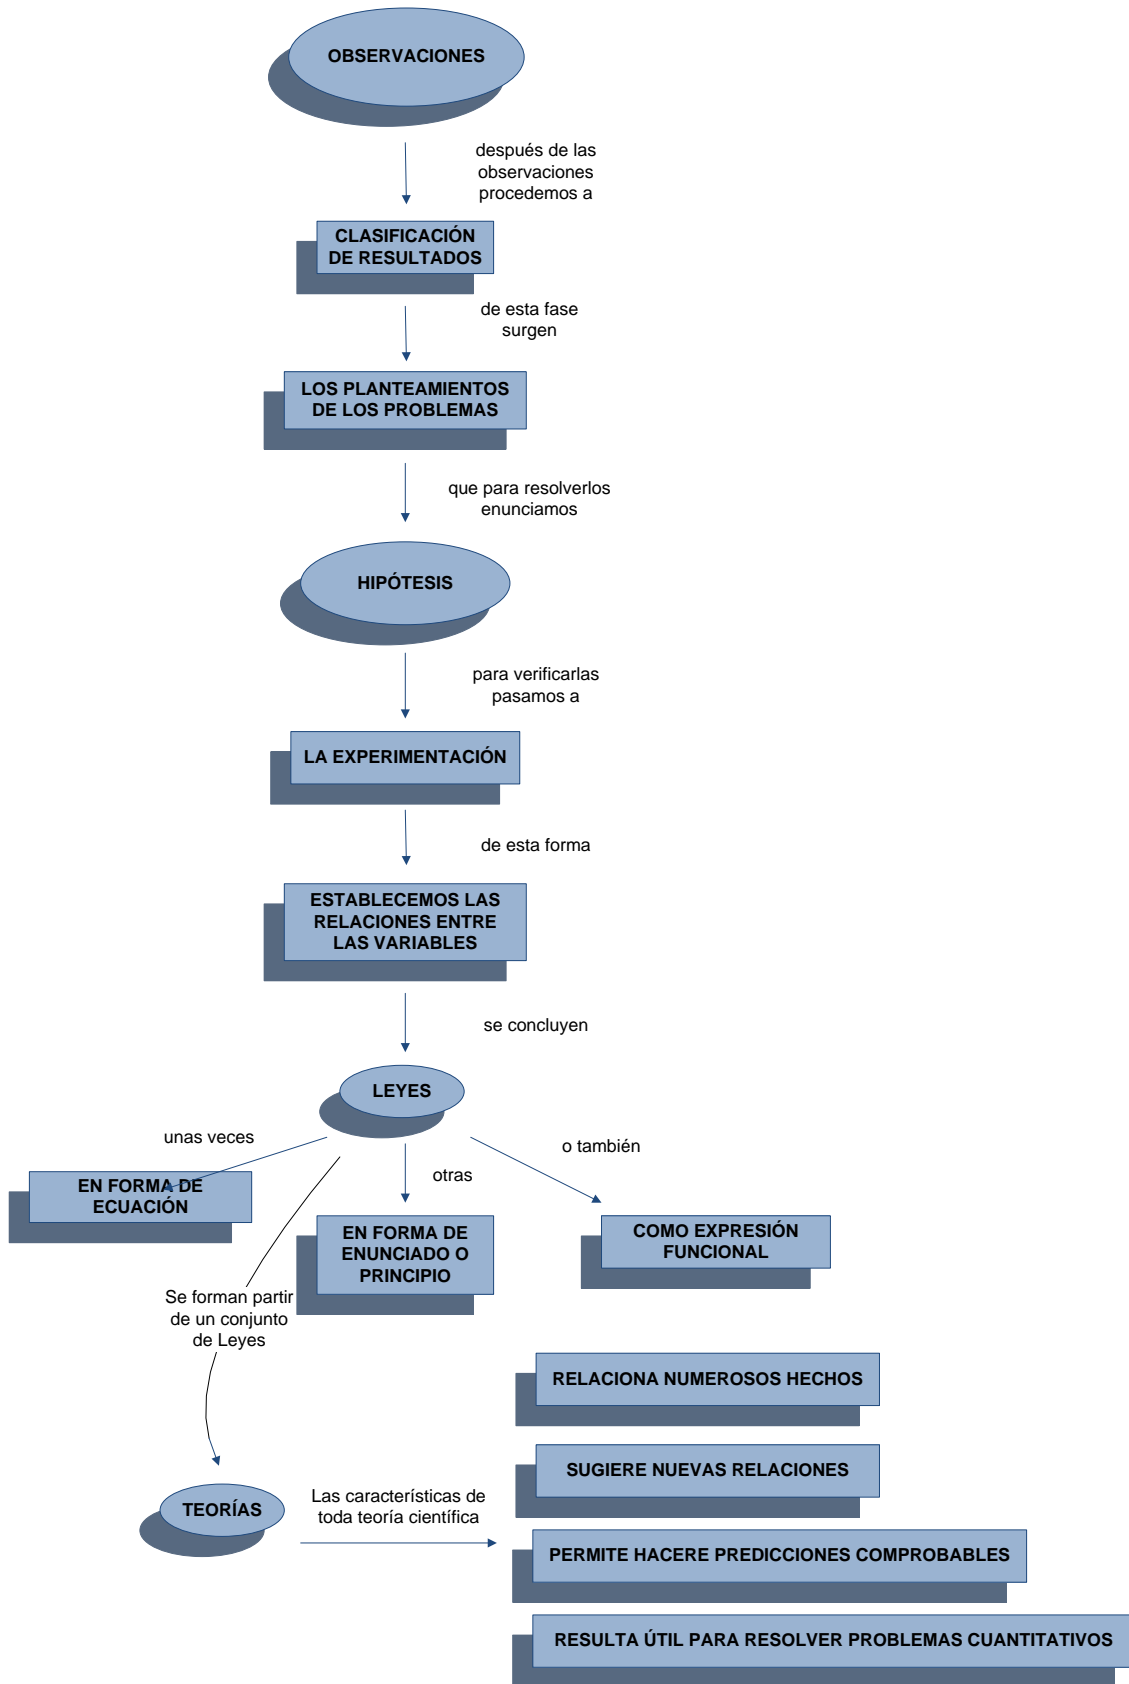 OBSERVACIONES
después de las
observaciones
procedemos a
CLASIFICACIÓN
DE RESULTADOS
de esta fase
surgen
LOS PLANTEAMIENTOS
DE LOS PROBLEMAS
que para resolverlos
enunciamos
HIPÓTESIS
para verificarlas
pasamos a
LA EXPERIMENTACIÓN
de esta forma
ESTABLECEMOS LAS
RELACIONES ENTRE
LAS VARIABLES
se concluyen
LEYES
unas veces
EN FORMA DE
ECUACIÓN
otras
EN FORMA DE
ENUNCIADO O
PRINCIPIO
o también
COMO EXPRESIÓN
FUNCIONAL
Se forman partir
de un conjunto
de Leyes
TEORÍAS
Las características de
toda teoría científica
RELACIONA NUMEROSOS HECHOS
SUGIERE NUEVAS RELACIONES
PERMITE HACERE PREDICCIONES COMPROBABLES
RESULTA ÚTIL PARA RESOLVER PROBLEMAS CUANTITATIVOS